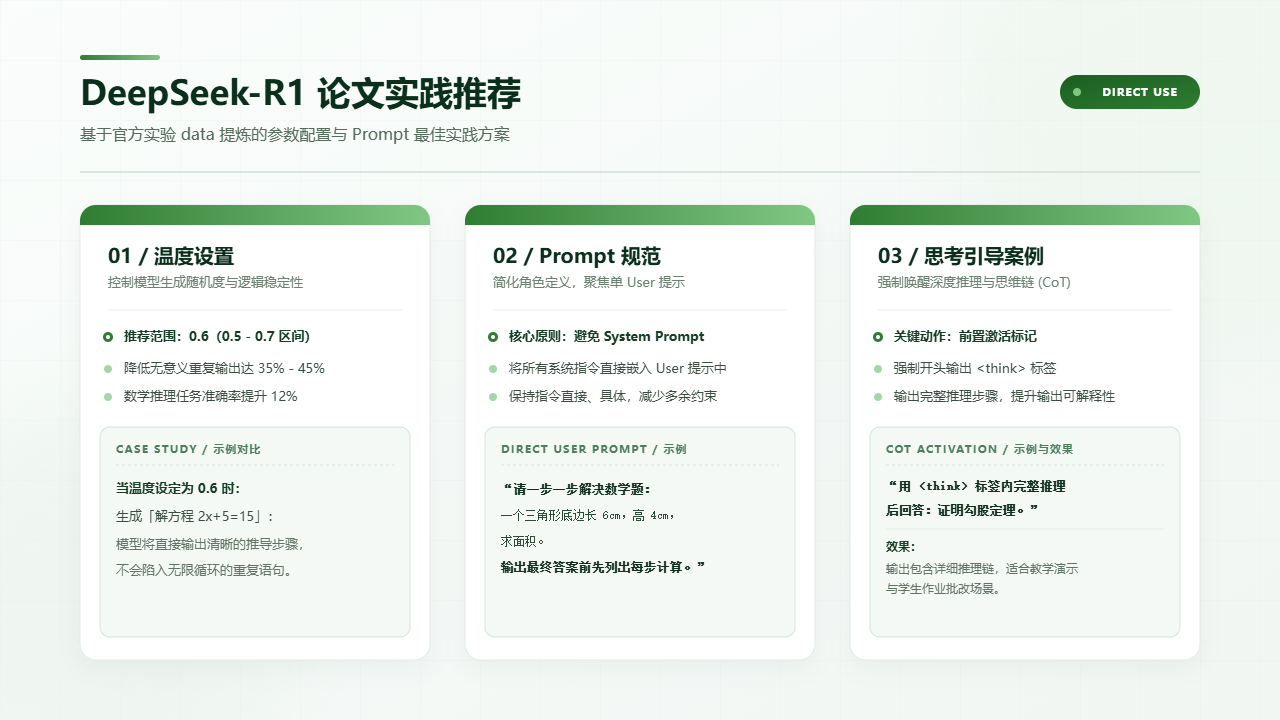 DeepSeek-R1 论文实践推荐
DIRECT USE
基于官方实验 data 提炼的参数配置与 Prompt 最佳实践方案
01 / 温度设置
控制模型生成随机度与逻辑稳定性
推荐范围：0.6（0.5 - 0.7 区间）
降低无意义重复输出达 35% - 45%
数学推理任务准确率提升 12%
CASE STUDY / 示例对比
当温度设定为 0.6 时：
生成「解方程 2x+5=15」：
模型将直接输出清晰的推导步骤，
不会陷入无限循环的重复语句。
02 / Prompt 规范
简化角色定义，聚焦单 User 提示
核心原则：避免 System Prompt
将所有系统指令直接嵌入 User 提示中
保持指令直接、具体，减少多余约束
DIRECT USER PROMPT / 示例
“请一步一步解决数学题：
一个三角形底边长 6cm，高 4cm，
求面积。
输出最终答案前先列出每步计算。”
03 / 思考引导案例
强制唤醒深度推理与思维链 (CoT)
关键动作：前置激活标记
强制开头输出 <think> 标签
输出完整推理步骤，提升输出可解释性
COT ACTIVATION / 示例与效果
“用 <think> 标签内完整推理
后回答：证明勾股定理。”
效果：
输出包含详细推理链，适合教学演示
与学生作业批改场景。